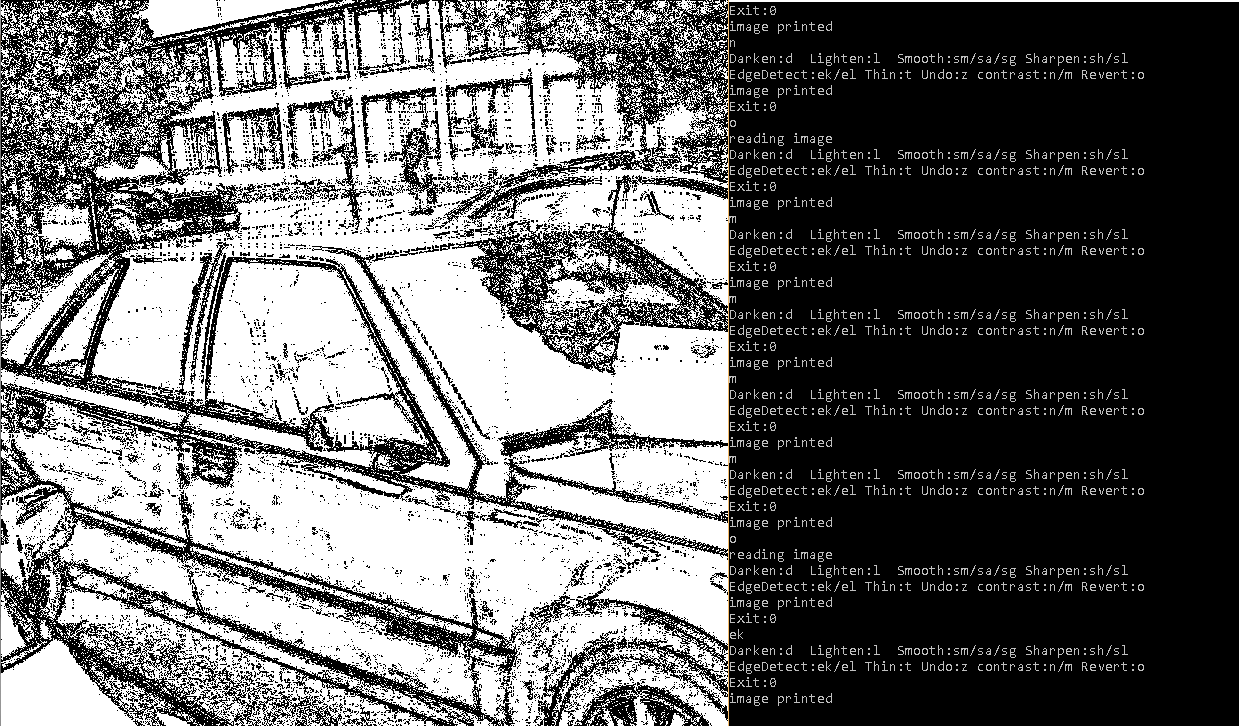 Exit:0
image printed
n
Darken:d  Lighten:l  Smooth:sm/sa/sg Sharpen:sh/sl
EdgeDetect:ek/el Thin:t Undo:z contrast:n/m Revert:o
image printed
Exit:0
o
reading image
Darken:d  Lighten:l  Smooth:sm/sa/sg Sharpen:sh/sl
EdgeDetect:ek/el Thin:t Undo:z contrast:n/m Revert:o
Exit:0
image printed
m
Darken:d  Lighten:l  Smooth:sm/sa/sg Sharpen:sh/sl
EdgeDetect:ek/el Thin:t Undo:z contrast:n/m Revert:o
Exit:0
image printed
m
Darken:d  Lighten:l  Smooth:sm/sa/sg Sharpen:sh/sl
EdgeDetect:ek/el Thin:t Undo:z contrast:n/m Revert:o
Exit:0
image printed
m
Darken:d  Lighten:l  Smooth:sm/sa/sg Sharpen:sh/sl
EdgeDetect:ek/el Thin:t Undo:z contrast:n/m Revert:o
Exit:0
image printed
m
Darken:d  Lighten:l  Smooth:sm/sa/sg Sharpen:sh/sl
EdgeDetect:ek/el Thin:t Undo:z contrast:n/m Revert:o
Exit:0
image printed
o
reading image
Darken:d  Lighten:l  Smooth:sm/sa/sg Sharpen:sh/sl
EdgeDetect:ek/el Thin:t Undo:z contrast:n/m Revert:o
image printed
Exit:0
ek
Darken:d  Lighten:l  Smooth:sm/sa/sg Sharpen:sh/sl
EdgeDetect:ek/el Thin:t Undo:z contrast:n/m Revert:o
Exit:0
image printed